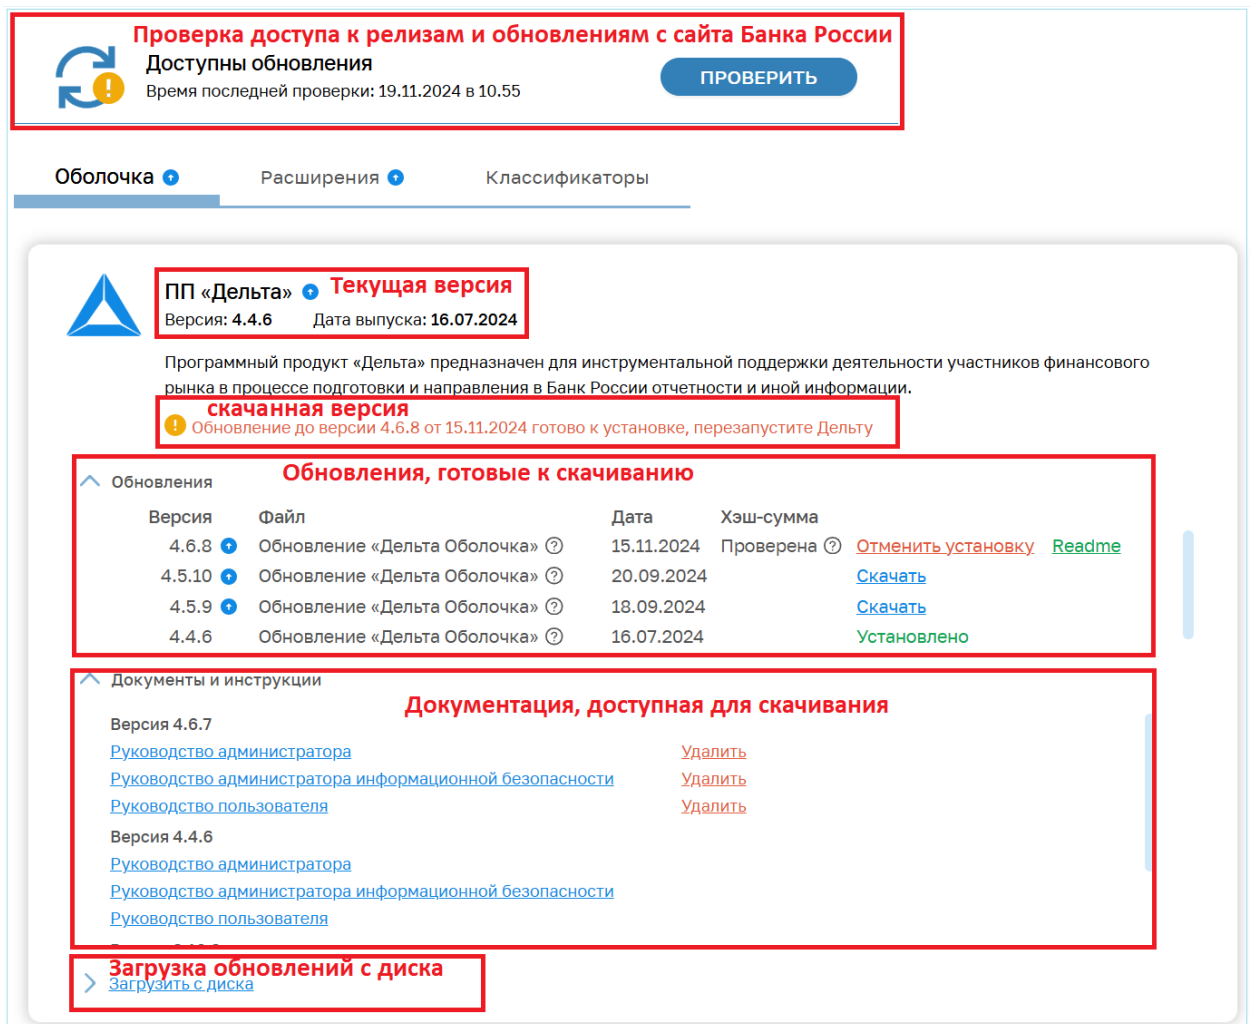 Проверка доступа к релизам и обновлениям с сайта Банка России
Доступны обновления
Время последней проверки: 19.11.2024 в 10.55
ПРОВЕРИТЬ
Оболочка Расширения Классификаторы
ПП «Дельта» Текущая версия
Версия: 4.4.6 Дата выпуска: 16.07.2024
Программный продукт «Дельта» предназначен для инструментальной поддержки деятельности участников финансового
рынка в процессе подготовки и направления в Банк России отчетности и иной информации.
скачанная версия
Обновление до версии 4.6.8 от 15.11.2024 готово к установке, перезапустите Дельту
Обновления, готовые к скачиванию
Обновления
Версия Файл Дата Хэш-сумма
4.6.8 Обновление «Дельта Оболочка» 15.11.2024 Проверена Отменить установку Readme
4.5.10 Обновление «Дельта Оболочка» 20.09.2024 Скачать
4.5.9 Обновление «Дельта Оболочка» 18.09.2024 Скачать
4.4.6 Обновление «Дельта Оболочка» 16.07.2024 Установлено
Документы и инструкции
Документация, доступная для скачивания
Версия 4.6.7
Руководство администратора Удалить
Руководство администратора информационной безопасности Удалить
Руководство пользователя Удалить
Версия 4.4.6
Руководство администратора
Руководство администратора информационной безопасности
Руководство пользователя
Загрузка обновлений с диска
Загрузить с диска